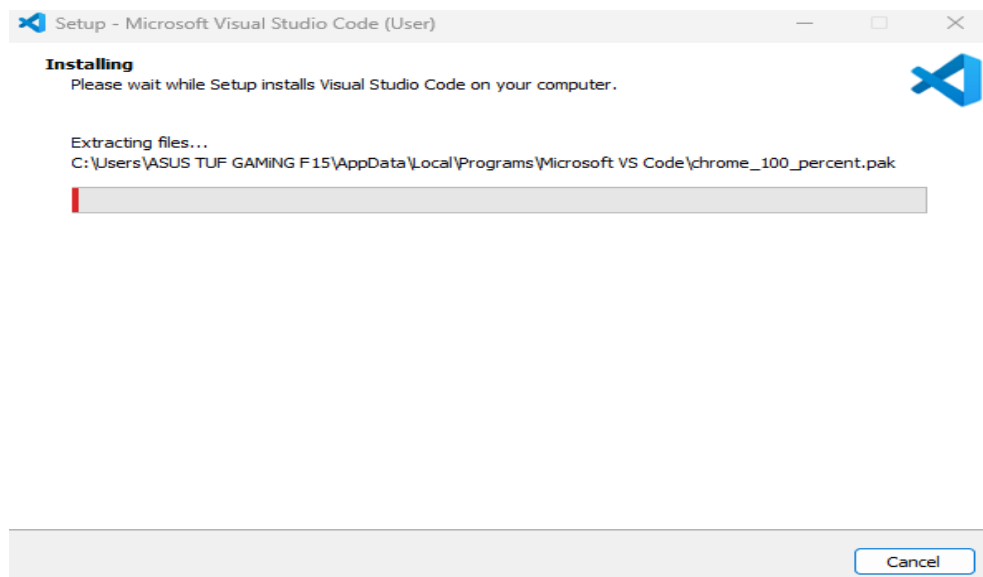 Setup - Microsoft Visual Studio Code (User)
Installing
Please wait while Setup installs Visual Studio Code on your computer.
Extracting files...
C:\Users\ASUS TUF GAMiNG F15\AppData\Local\Programs\Microsoft VS Code\chrome_100_percent.pak
Cancel